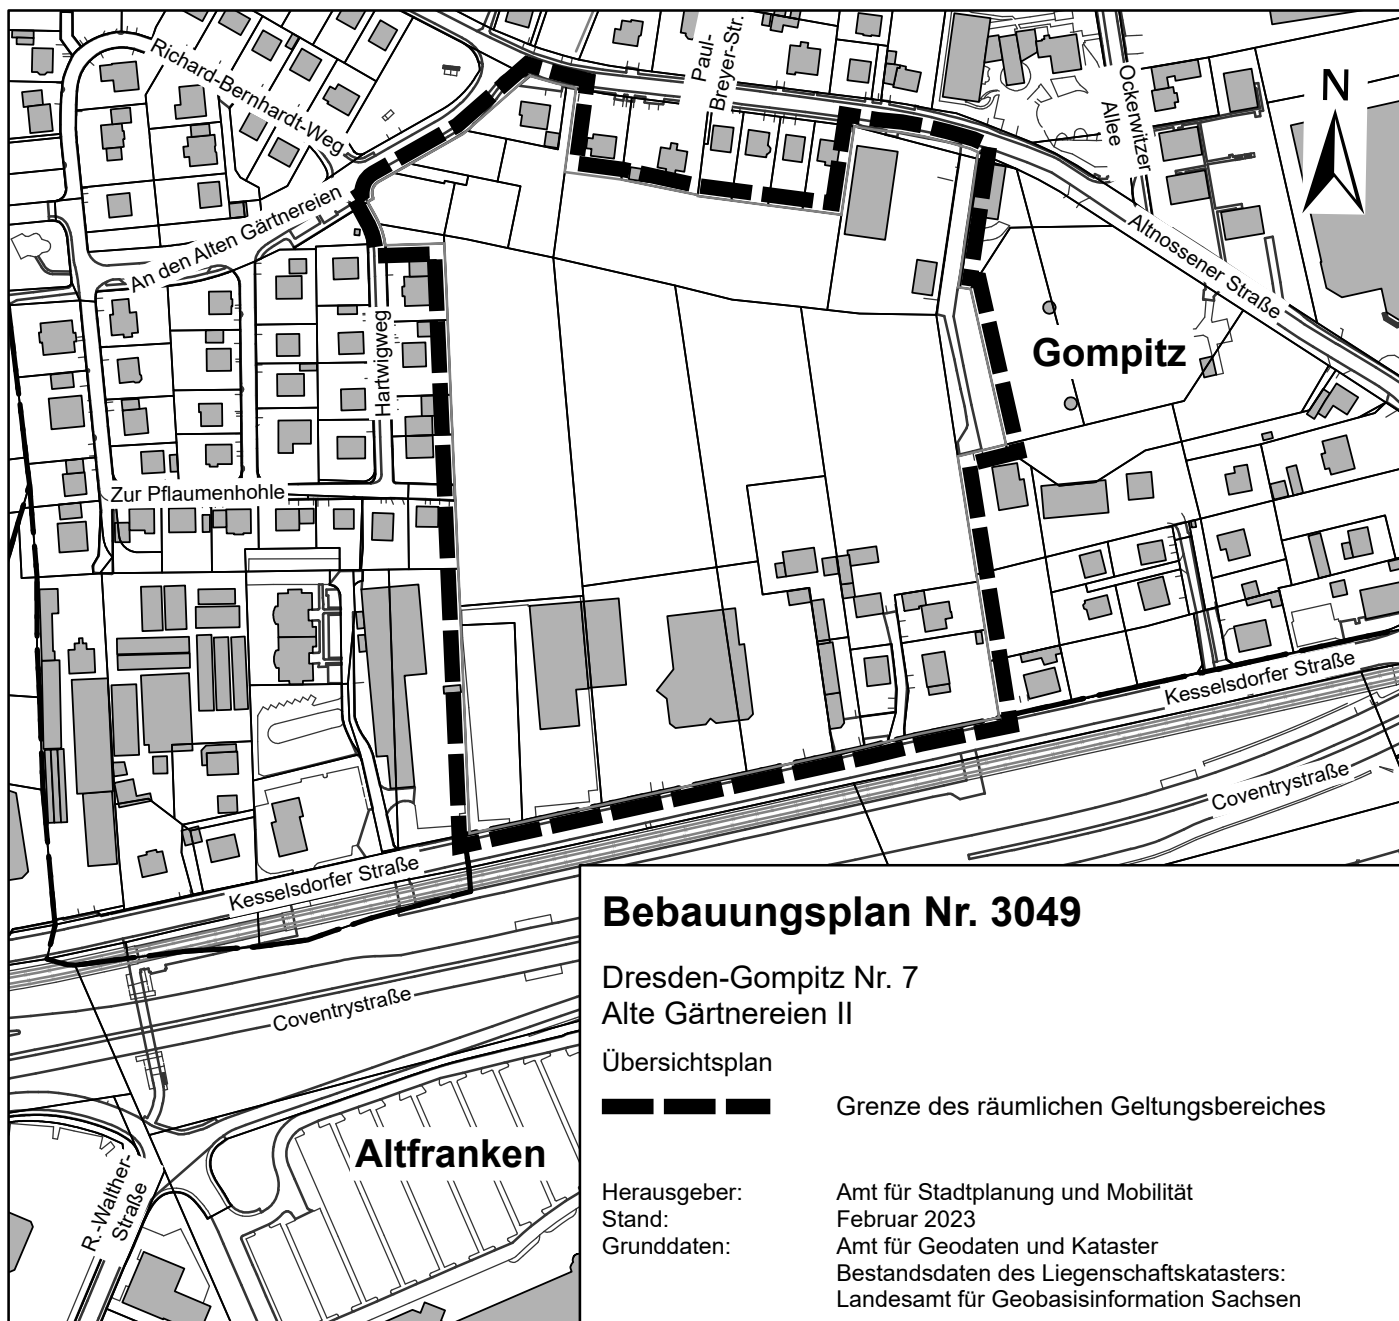 Richard-Bernhardt-Weg
Paul-
Breyer-Str.
Ockerwitzer
Allee
N
An den Alten Gärtnereien
Altnossener Straße
Hartwigweg
Gompitz
Zur Pflaumenhohle
Kesselsdorfer Straße
Coventrystraße
Kesselsdorfer Straße
Coventrystraße
Altfranken
R.-Walther-
Straße
Bebauungsplan Nr. 3049
Dresden-Gompitz Nr. 7
Alte Gärtnereien II
Übersichtsplan
Grenze des räumlichen Geltungsbereiches
Herausgeber: Amt für Stadtplanung und Mobilität
Stand: Februar 2023
Grunddaten: Amt für Geodaten und Kataster
Bestandsdaten des Liegenschaftskatasters:
Landesamt für Geobasisinformation Sachsen